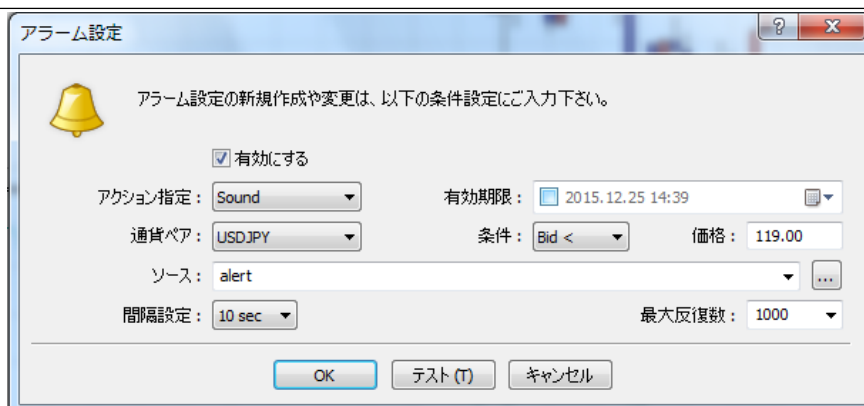 アラーム設定
アラーム設定の新規作成や変更は、以下の条件設定にご入力下さい。
有効にする
アクション指定： Sound 有効期限： 2015.12.25 14:39
通貨ペア： USDJPY 条件： Bid < 価格： 119.00
ソース： alert ...
間隔設定： 10 sec 最大反復数： 1000
OK テスト(T) キャンセル